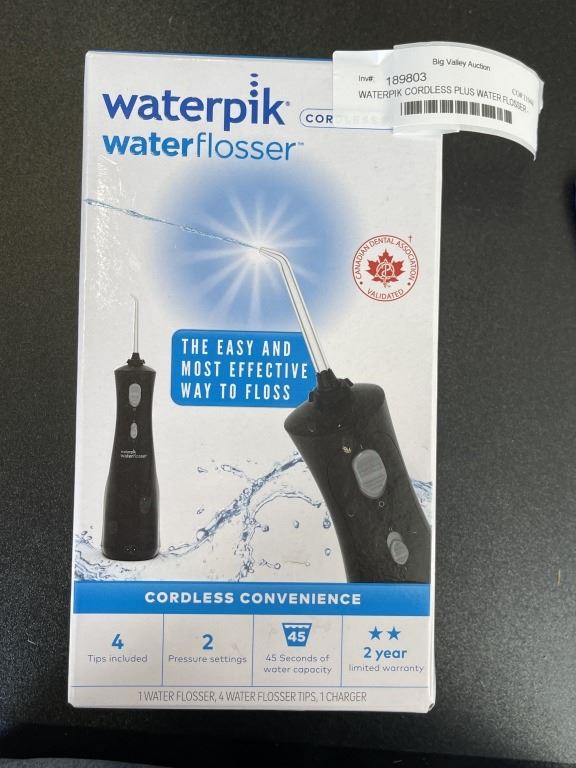 Big Valley Auction
Inv#: 189803
WATERPIK CORDLESS PLUS WATER FLOSSER -
waterpik®
CORDLESS
waterflosser™
CANADIAN DENTAL ASSOCIATION †
VALIDATED
THE EASY AND
MOST EFFECTIVE
WAY TO FLOSS
waterpik
waterflosser
CORDLESS CONVENIENCE
4
Tips included
2
Pressure settings
45
45 Seconds of
water capacity
2 year
limited warranty
1 WATER FLOSSER, 4 WATER FLOSSER TIPS, 1 CHARGER